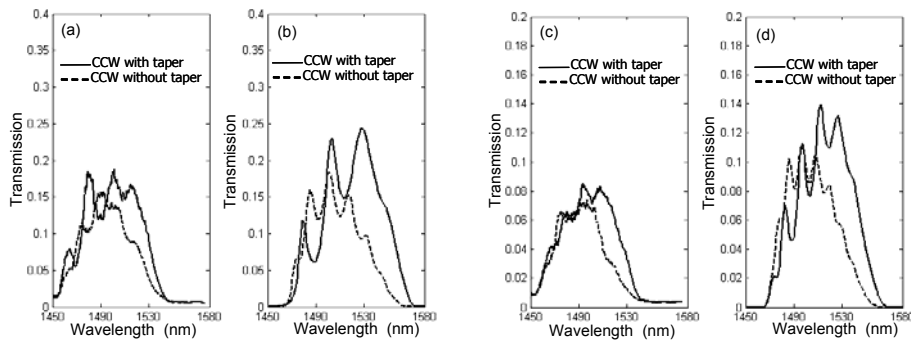 (a)
CCW with taper
CCW without taper
Transmission
0.4
0.35
0.3
0.25
0.2
0.15
0.1
0.05
0
1450 1490 1530 1580
Wavelength (nm)
(b)
CCW with taper
CCW without taper
0.4
0.35
0.3
0.25
0.2
0.15
0.1
0.05
0
1450 1490 1530 1580
Wavelength (nm)
(c)
CCW with taper
CCW without taper
Transmission
0.2
0.18
0.16
0.14
0.12
0.1
0.08
0.06
0.04
0.02
0
1450 1490 1530 1580
Wavelength (nm)
(d)
CCW with taper
CCW without taper
0.2
0.18
0.16
0.14
0.12
0.1
0.08
0.06
0.04
0.02
0
1450 1490 1530 1580
Wavelength (nm)